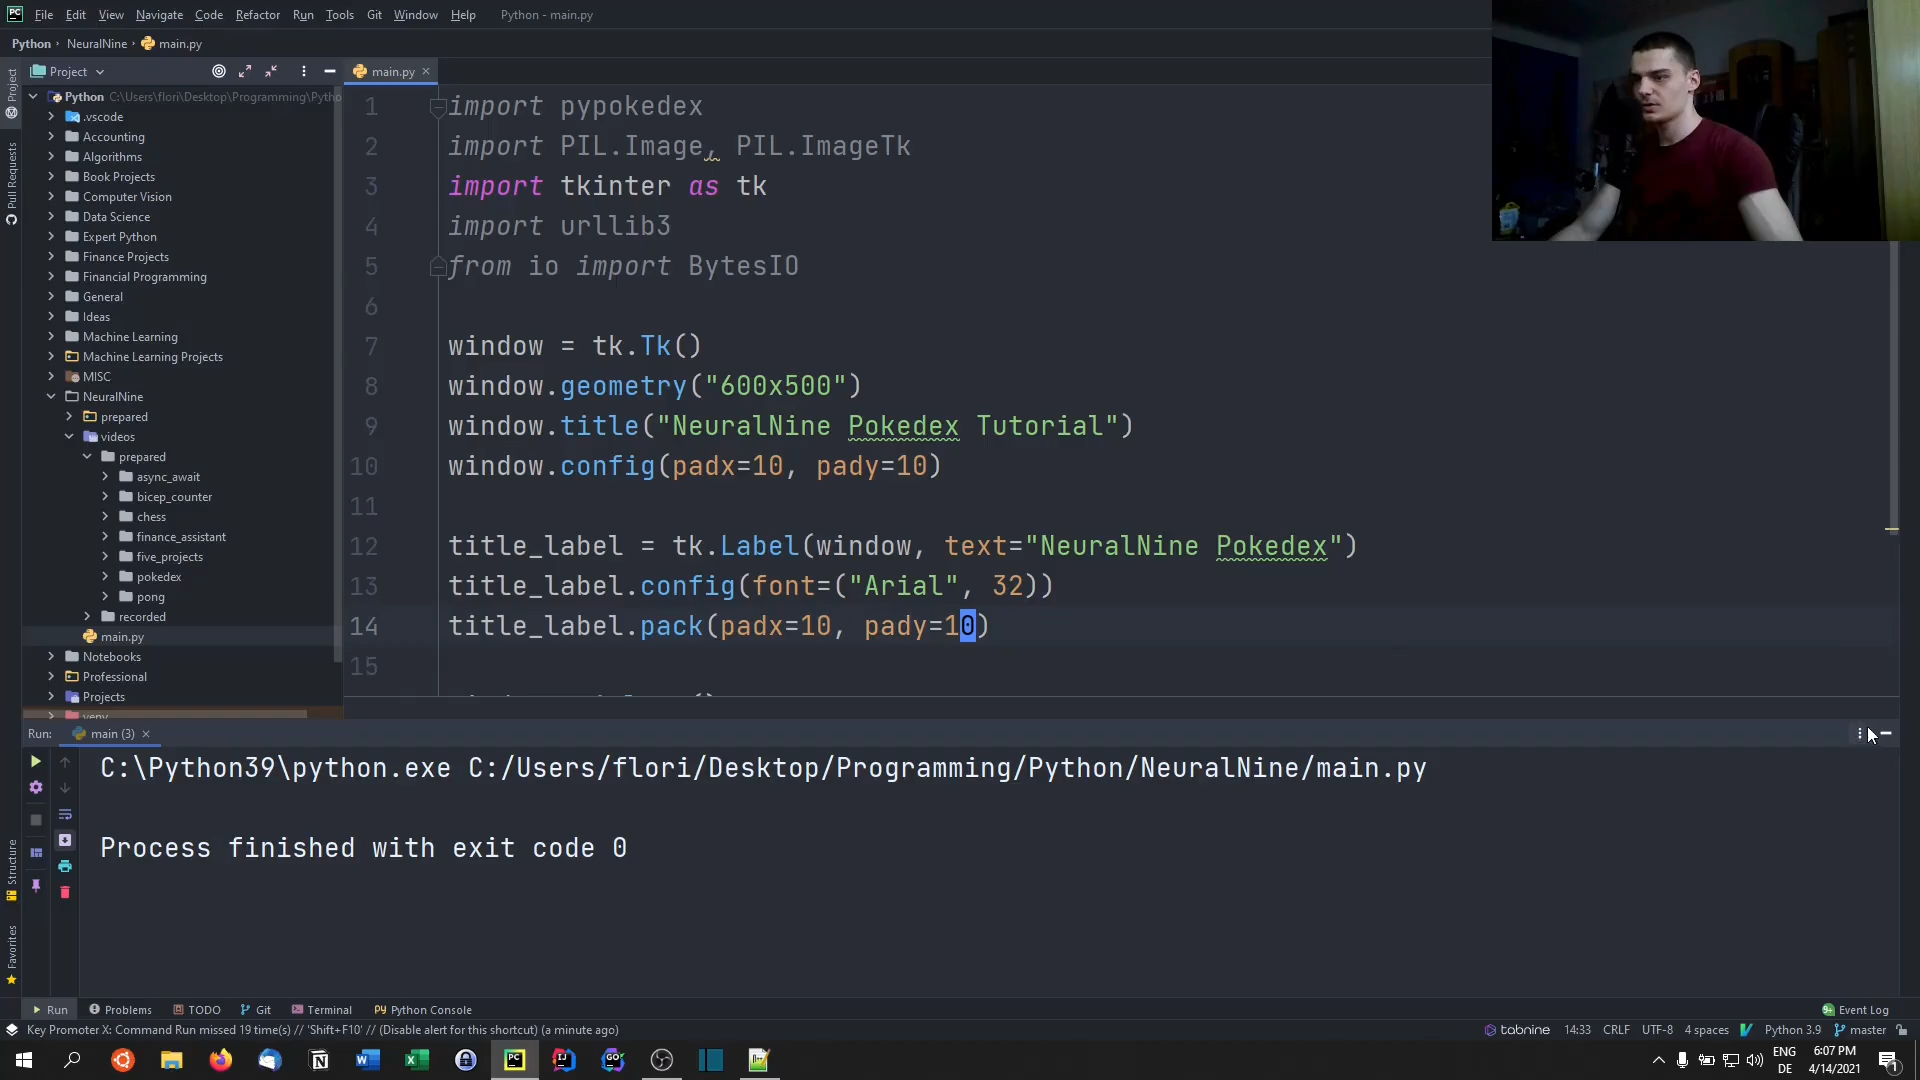 PC File Edit View Navigate Code Refactor Run Tools Git Window Help Python - main.py
Python NeuralNine main.py
Project
main.py
Project
Pull Requests
Structure
Favorites
Python C:\Users\flori\Desktop\Programming\Pytho
.vscode
Accounting
Algorithms
Book Projects
Computer Vision
Data Science
Expert Python
Finance Projects
Financial Programming
General
Ideas
Machine Learning
Machine Learning Projects
MISC
NeuralNine
prepared
videos
prepared
async_await
bicep_counter
chess
finance_assistant
five_projects
pokedex
pong
recorded
main.py
Notebooks
Professional
Projects
venv
1 import pypokedex
2 import PIL.Image, PIL.ImageTk
3 import tkinter as tk
4 import urllib3
5 from io import BytesIO
6
7 window = tk.Tk()
8 window.geometry("600x500")
9 window.title("NeuralNine Pokedex Tutorial")
10 window.config(padx=10, pady=10)
11
12 title_label = tk.Label(window, text="NeuralNine Pokedex")
13 title_label.config(font=("Arial", 32))
14 title_label.pack(padx=10, pady=10)
15
Run: main (3)
C:\Python39\python.exe C:/Users/flori/Desktop/Programming/Python/NeuralNine/main.py
Process finished with exit code 0
Run Problems TODO Git Terminal Python Console Event Log
Key Promoter X: Command Run missed 19 time(s) // 'Shift+F10' // (Disable alert for this shortcut) (a minute ago) tabnine 14:33 CRLF UTF-8 4 spaces Python 3.9 master
ENG 6:07 PM
DE 4/14/2021